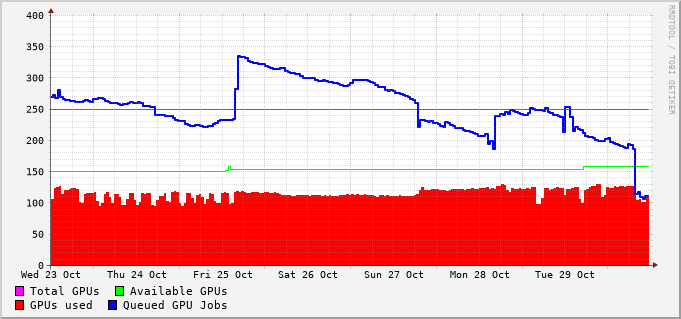 400
350
300
250
200
150
100
50
0
Wed 23 Oct Thu 24 Oct Fri 25 Oct Sat 26 Oct Sun 27 Oct Mon 28 Oct Tue 29 Oct
Total GPUs Available GPUs
GPUs used Queued GPU Jobs
RRDTOOL / TOBI OETIKER